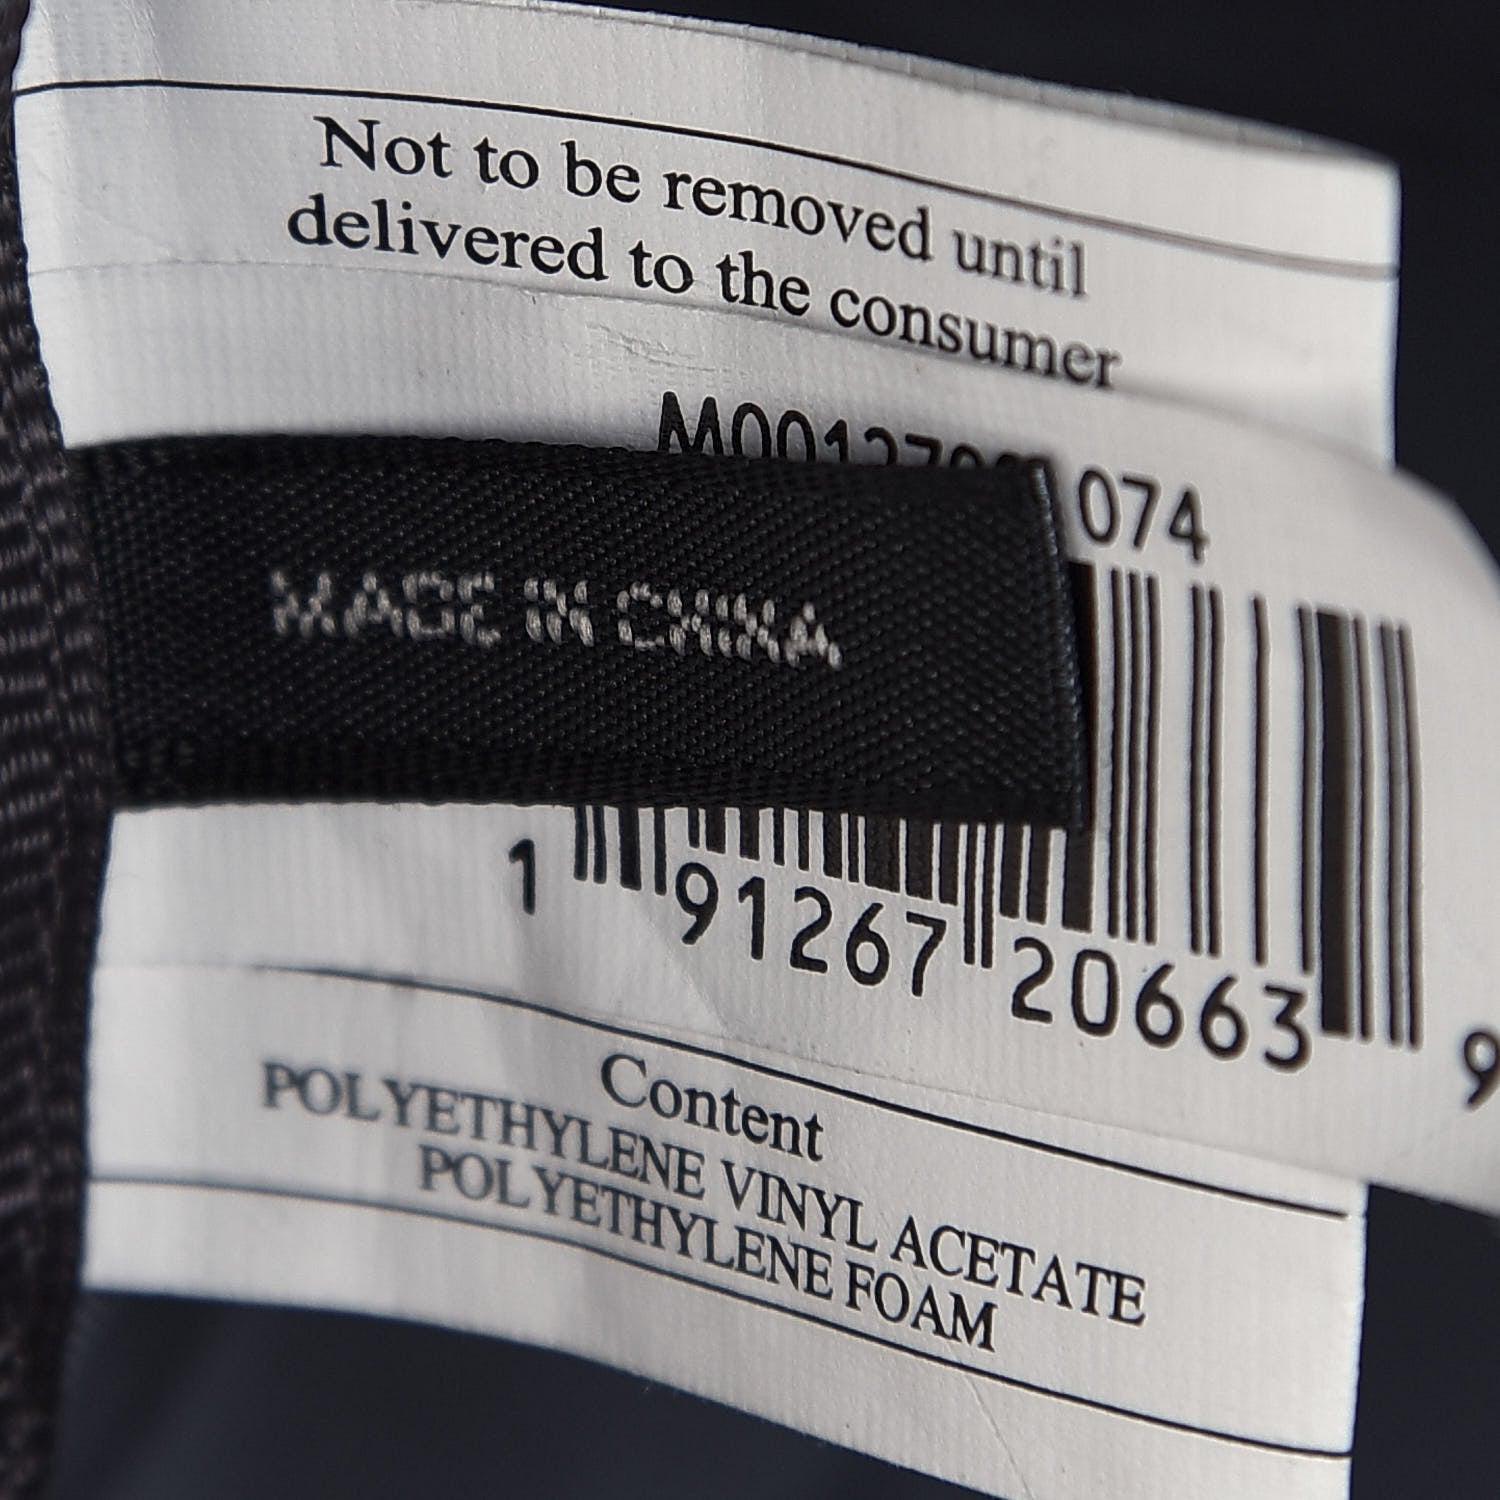 Not to be removed until
delivered to the consumer
074
MADE IN CHINA
1 91267 20663 9
Content
POLYETHYLENE VINYL ACETATE
POLYETHYLENE FOAM